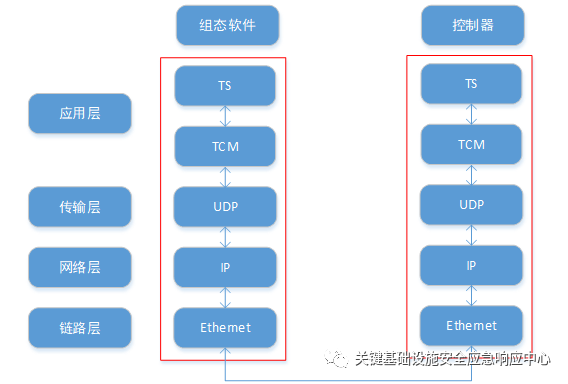 组态软件
控制器
TS
TS
应用层
TCM
TCM
传输层
UDP
UDP
网络层
IP
IP
链路层
Ethernet
Ethernet
关键基础设施安全应急响应中心